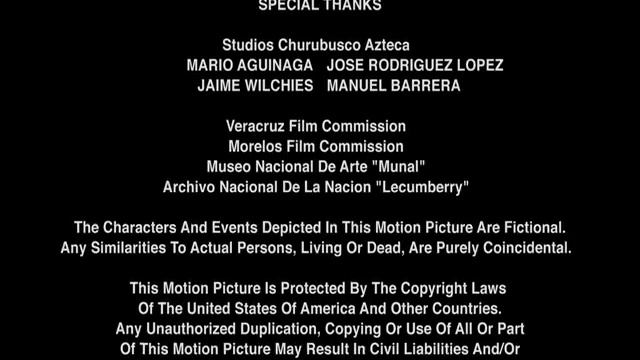 SPECIAL THANKS
Studios Churubusco Azteca
MARIO AGUINAGA JOSE RODRIGUEZ LOPEZ
JAIME WILCHIES MANUEL BARRERA
Veracruz Film Commission
Morelos Film Commission
Museo Nacional De Arte "Munal"
Archivo Nacional De La Nacion "Lecumberry"
The Characters And Events Depicted In This Motion Picture Are Fictional.
Any Similarities To Actual Persons, Living Or Dead, Are Purely Coincidental.
This Motion Picture Is Protected By The Copyright Laws
Of The United States Of America And Other Countries.
Any Unauthorized Duplication, Copying Or Use Of All Or Part
Of This Motion Picture May Result In Civil Liabilities And/Or